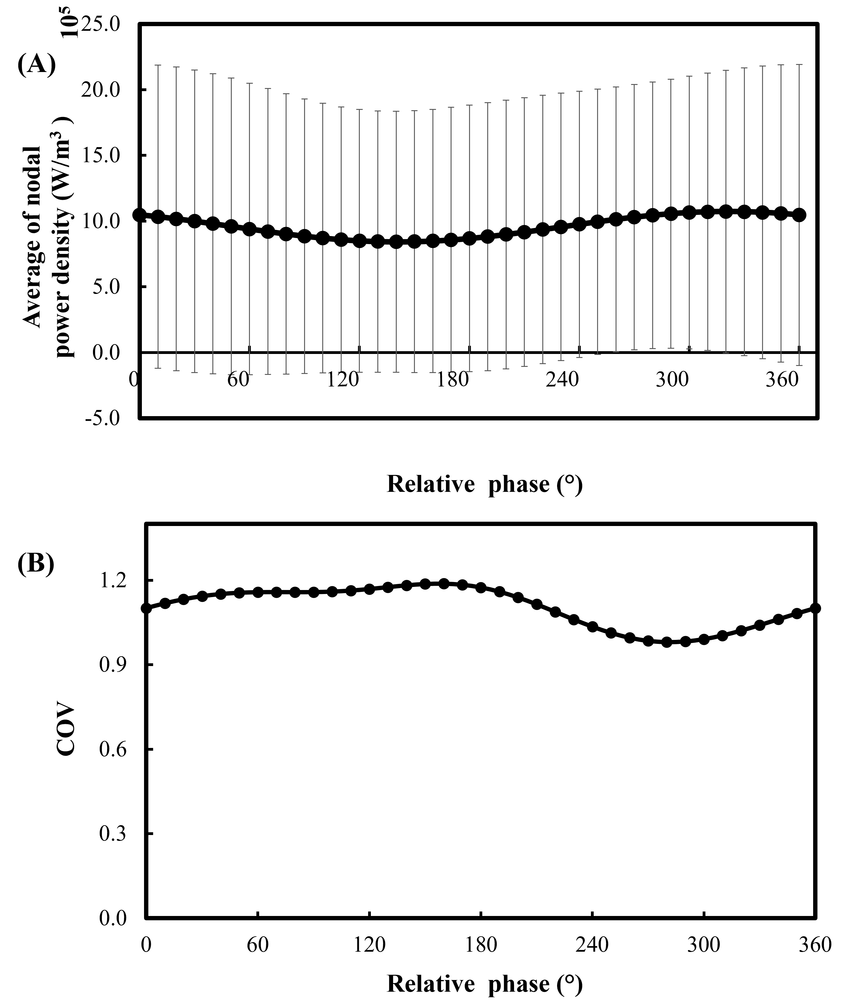 (A)
10⁵
Average of nodal
power density (W/m³ )
25.0
20.0
15.0
10.0
5.0
0.0
-5.0
0 60 120 180 240 300 360
Relative phase (°)
(B)
COV
1.2
0.9
0.6
0.3
0.0
0 60 120 180 240 300 360
Relative phase (°)